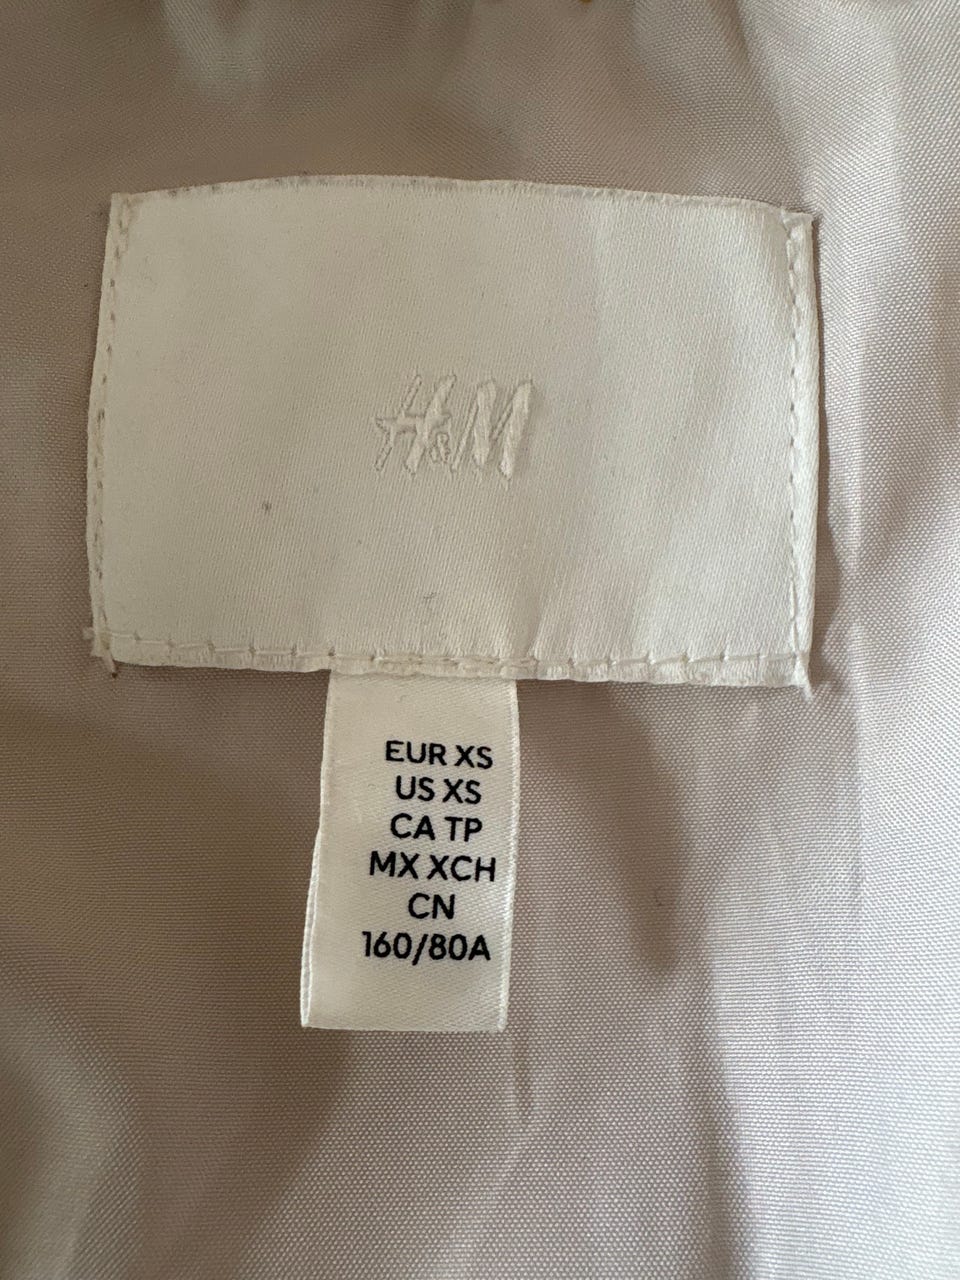 H&M
EUR XS
US XS
CA TP
MX XCH
CN
160/80A